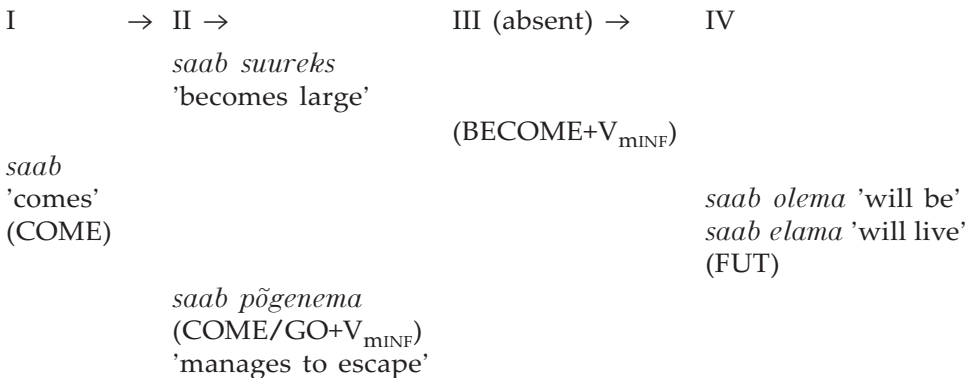 I → II → III (absent) → IV
saab suureks
'becomes large'
(BECOME+VmINF)
saab
'comes'
(COME)
saab olema 'will be'
saab elama 'will live'
(FUT)
saab põgenema
(COME/GO+VmINF)
'manages to escape'